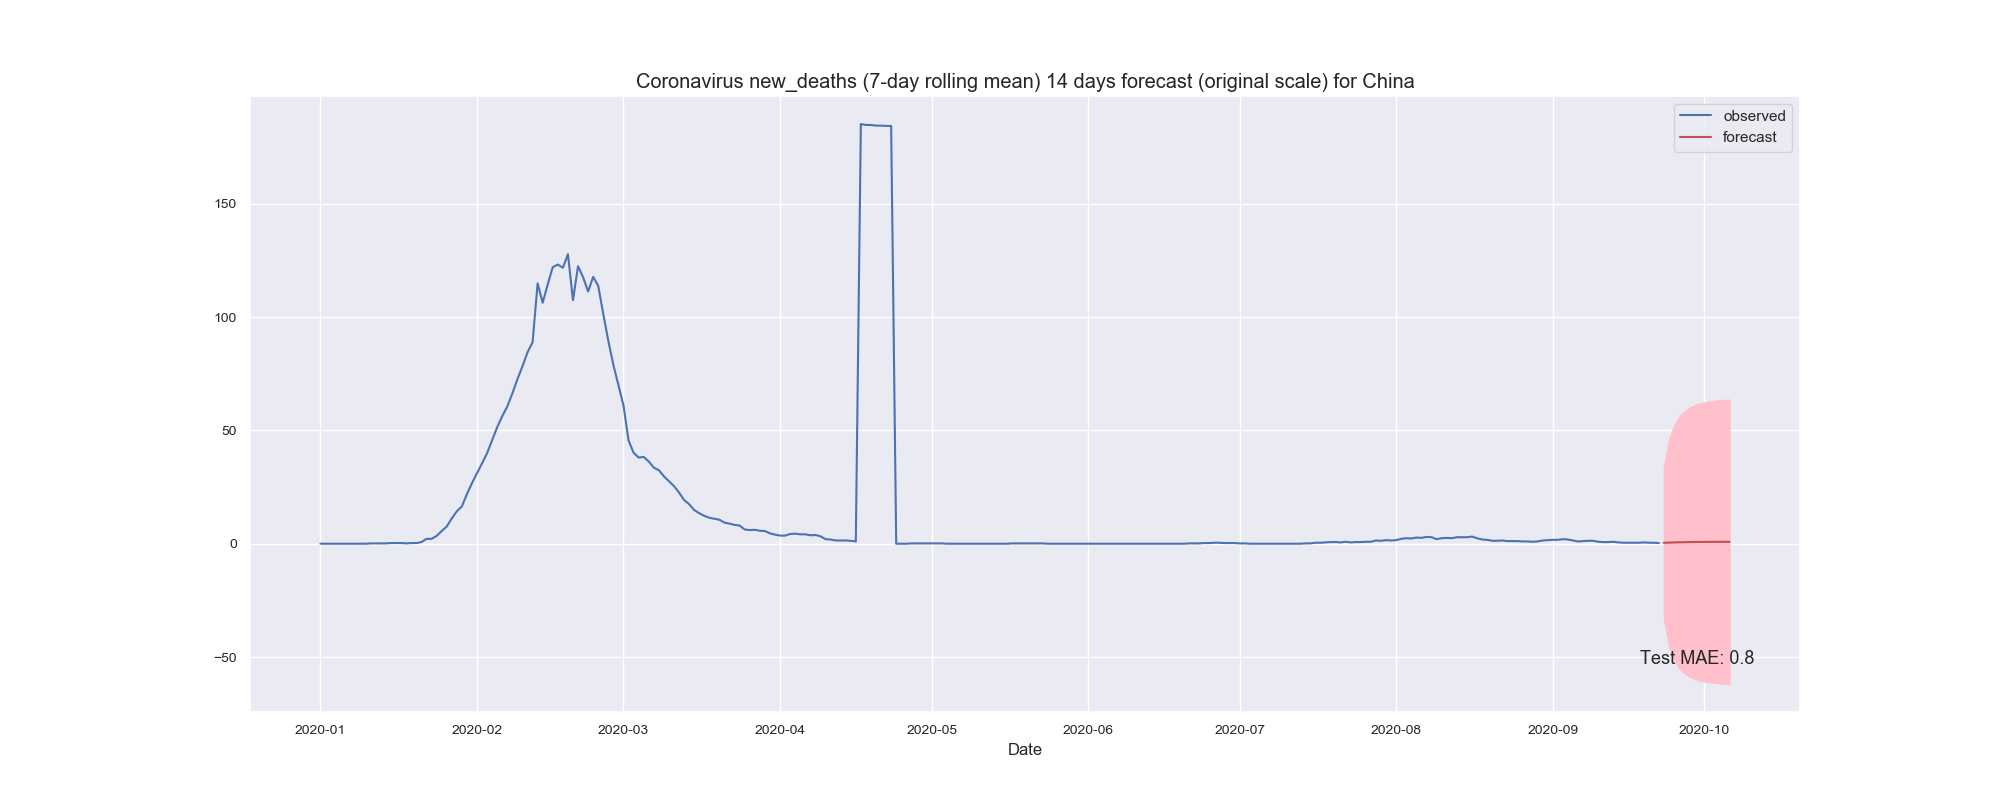 Coronavirus new_deaths (7-day rolling mean) 14 days forecast (original scale) for China
observed
forecast
150
100
50
0
−50
Test MAE: 0.8
2020-01 2020-02 2020-03 2020-04 2020-05 2020-06 2020-07 2020-08 2020-09 2020-10
Date